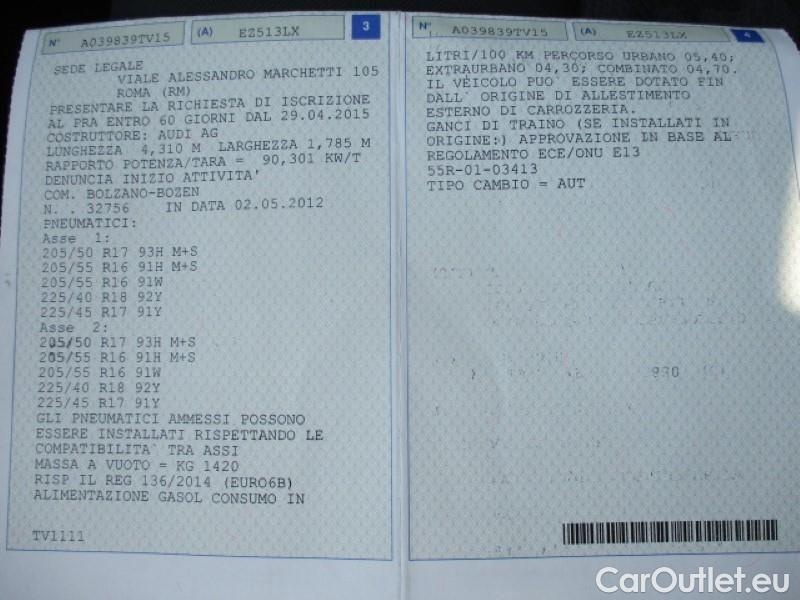 N° A039839TV15 (A) EZ513LX 3
SEDE LEGALE
VIALE ALESSANDRO MARCHETTI 105
ROMA (RM)
PRESENTARE LA RICHIESTA DI ISCRIZIONE
AL PRA ENTRO 60 GIORNI DAL 29.04.2015
COSTRUTTORE: AUDI AG
LUNGHEZZA 4,310 M LARGHEZZA 1,785 M
RAPPORTO POTENZA/TARA = 90,301 KW/T
DENUNCIA INIZIO ATTIVITA'
COM. BOLZANO-BOZEN
N. . 32756 IN DATA 02.05.2012
PNEUMATICI:
Asse 1:
205/50 R17 93H M+S
205/55 R16 91H M+S
205/55 R16 91W
225/40 R18 92Y
225/45 R17 91Y
Asse 2:
205/50 R17 93H M+S
205/55 R16 91H M+S
205/55 R16 91W
225/40 R18 92Y
225/45 R17 91Y
GLI PNEUMATICI AMMESSI POSSONO
ESSERE INSTALLATI RISPETTANDO LE
COMPATIBILITA` TRA ASSI
MASSA A VUOTO = KG 1420
RISP IL REG 136/2014 (EURO6B)
ALIMENTAZIONE GASOL CONSUMO IN
TV1111
N° A039839TV15 (A) EZ513LX 4
LITRI/100 KM PERCORSO URBANO 05,40;
EXTRAURBANO 04,30; COMBINATO 04,70.
IL VEICOLO PUO` ESSERE DOTATO FIN
DALL` ORIGINE DI ALLESTIMENTO
ESTERNO DI CARROZZERIA.
GANCI DI TRAINO (SE INSTALLATI IN
ORIGINE:) APPROVAZIONE IN BASE AL
REGOLAMENTO ECE/ONU E13
55R-01-03413
TIPO CAMBIO = AUT
CarOutlet.eu